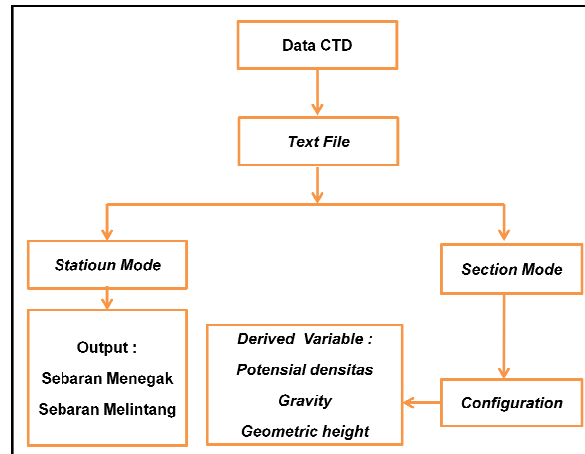 Data CTD
Text File
Statioun Mode
Section Mode
Output :
Sebaran Menegak
Sebaran Melintang
Derived Variable :
Potensial densitas
Gravity
Geometric height
Configuration